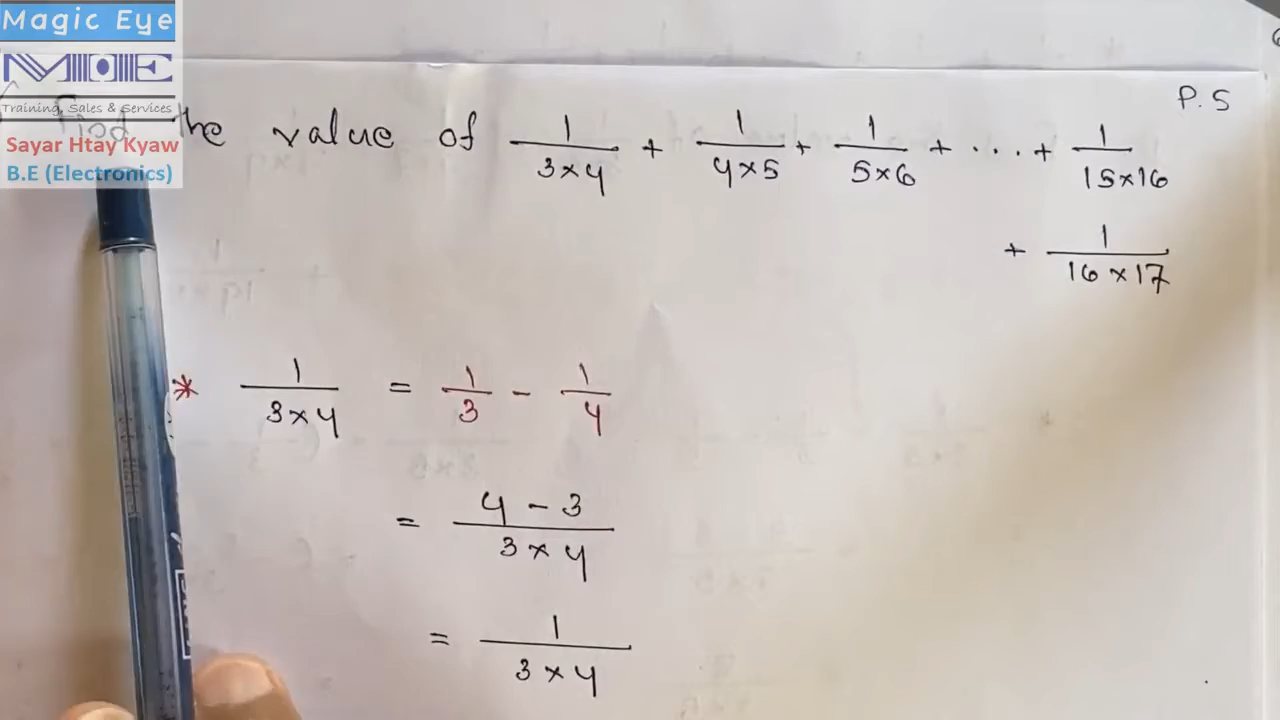 Magic Eye
MOE
Training, Sales & Services
Sayar Htay Kyaw
B.E (Electronics)
P.5
Find the value of 1/(3×4) + 1/(4×5) + 1/(5×6) + ... + 1/(15×16)
+ 1/(16×17)
* 1/(3×4) = 1/3 - 1/4
= (4 - 3)/(3×4)
= 1/(3×4)